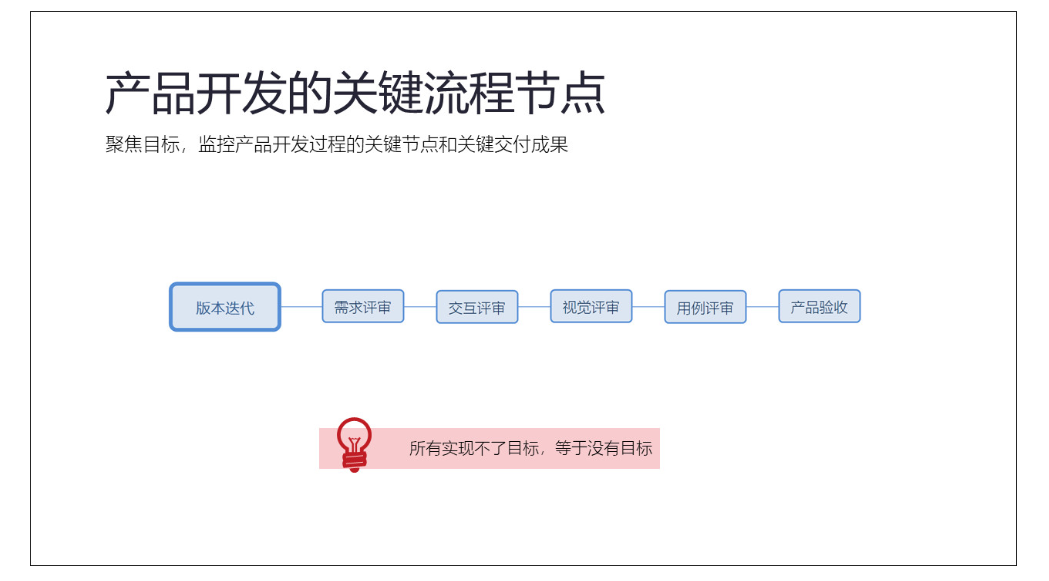 产品开发的关键流程节点
聚焦目标，监控产品开发过程的关键节点和关键交付成果
版本迭代
需求评审
交互评审
视觉评审
用例评审
产品验收
所有实现不了目标，等于没有目标